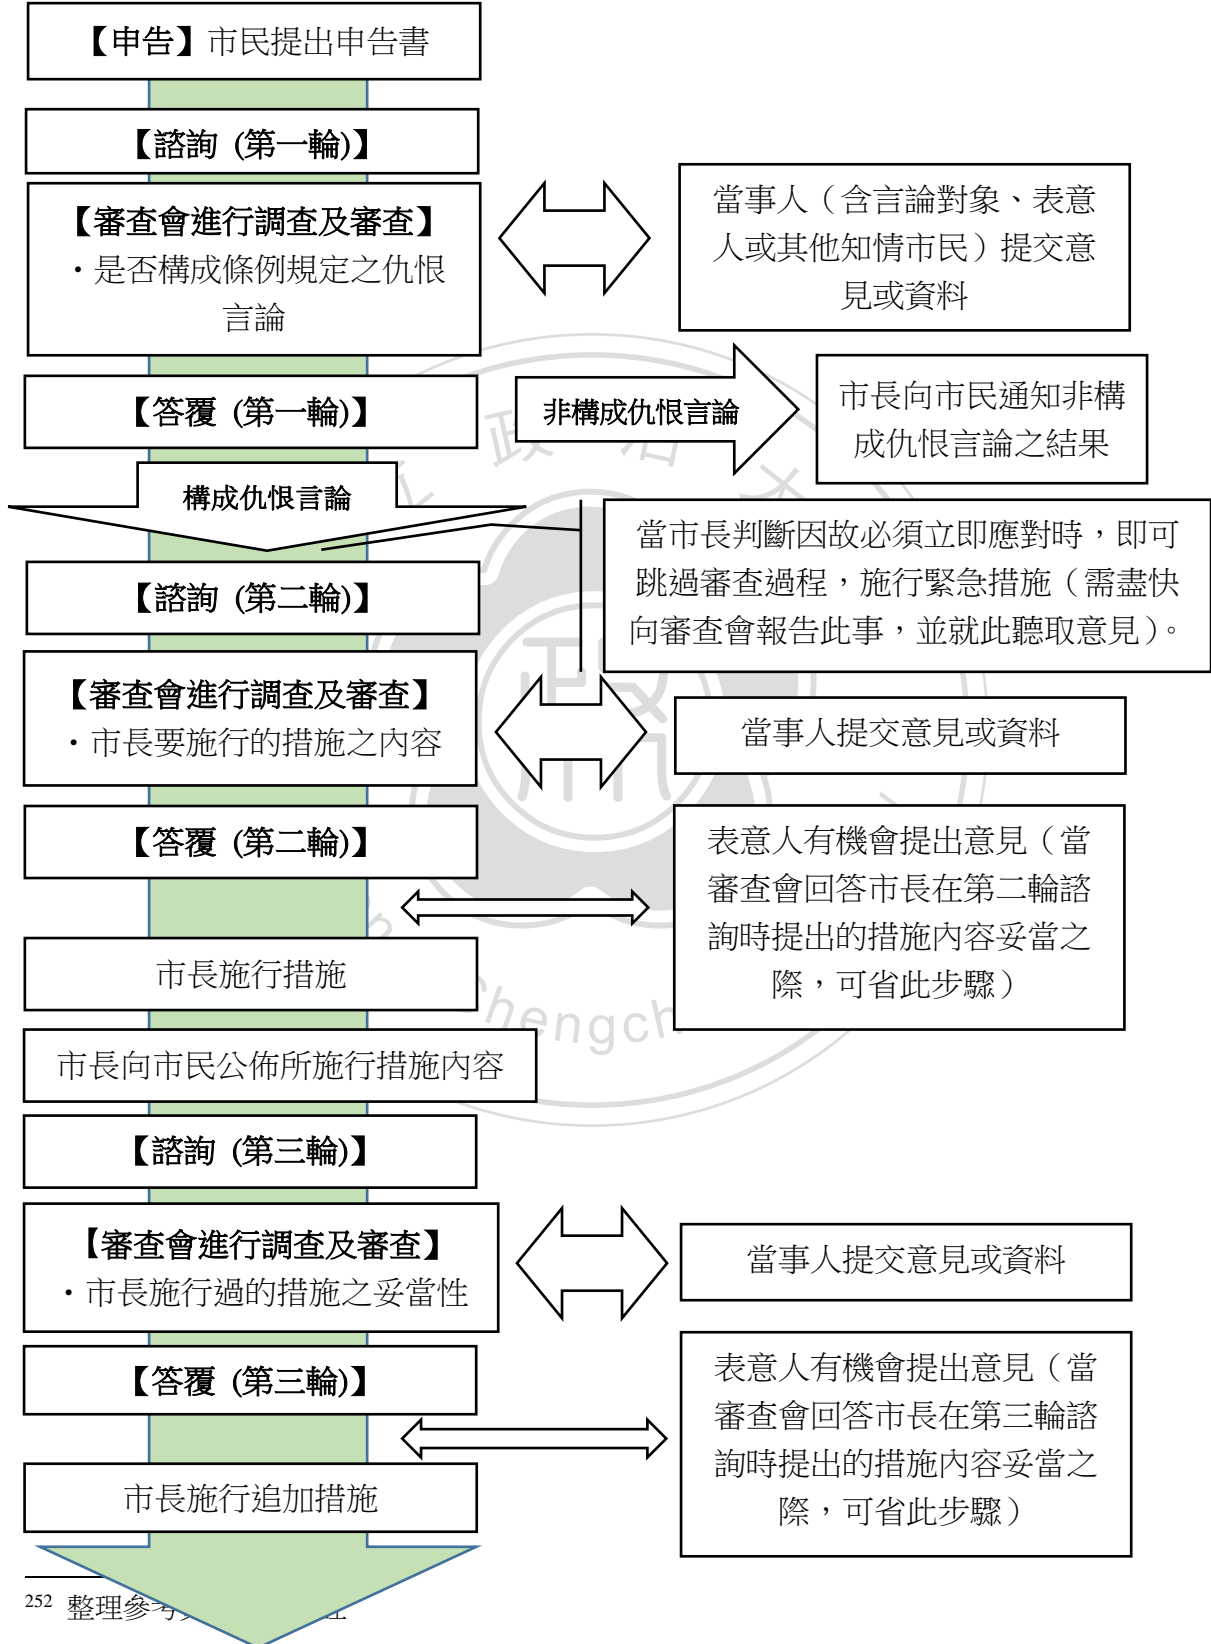 【申告】市民提出申告書
【諮詢 (第一輪)】
【審查會進行調查及審查】
・是否構成條例規定之仇恨
言論
當事人（含言論對象、表意
人或其他知情市民）提交意
見或資料
【答覆 (第一輪)】
非構成仇恨言論
市長向市民通知非構
成仇恨言論之結果
構成仇恨言論
當市長判斷因故必須立即應對時，即可
跳過審查過程，施行緊急措施（需盡快
向審查會報告此事，並就此聽取意見）。
【諮詢 (第二輪)】
【審查會進行調查及審查】
・市長要施行的措施之內容
當事人提交意見或資料
【答覆 (第二輪)】
表意人有機會提出意見（當
審查會回答市長在第二輪諮
詢時提出的措施內容妥當之
際，可省此步驟）
市長施行措施
市長向市民公佈所施行措施內容
【諮詢 (第三輪)】
【審查會進行調查及審查】
・市長施行過的措施之妥當性
當事人提交意見或資料
【答覆 (第三輪)】
表意人有機會提出意見（當
審查會回答市長在第三輪諮
詢時提出的措施內容妥當之
際，可省此步驟）
市長施行追加措施
252 整理參考
政 治
hengch